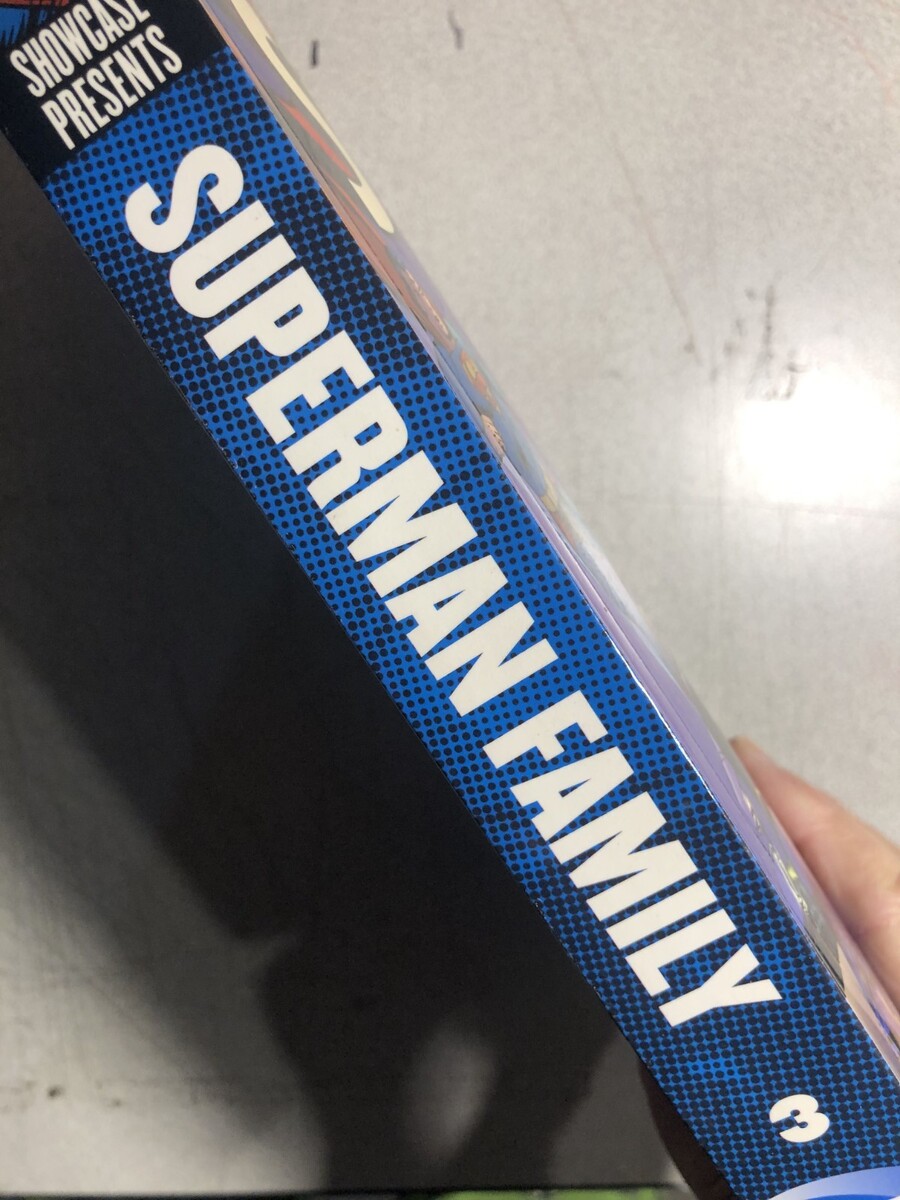 SHOWCASE
PRESENTS
SUPERMAN FAMILY
3